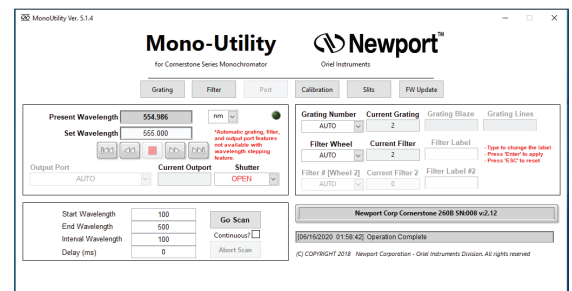 MonoUtility Ver. 5.1.4
Mono-Utility
for Cornerstone Series Monochromator
Newport™
Oriel Instruments
Grating Filter Port Calibration Slits FW Update
Present Wavelength 554.986 nm
Set Wavelength 555.000
*Automatic grating, filter,
and output port features
not available with
wavelength stepping
feature.
Output Port Current Outport Shutter
AUTO OPEN
Grating Number Current Grating Grating Blaze Grating Lines
AUTO 2
Filter Wheel Current Filter Filter Label
AUTO 2
- Type to change the label
- Press 'Enter' to apply
- Press 'ESC' to reset
Filter # [Wheel 2] Current Filter 2 Filter Label #2
AUTO 0
Start Wavelength 100
End Wavelength 500
Interval Wavelength 100
Delay (ms) 0
Go Scan
Continuous?
Abort Scan
Newport Corp Cornerstone 260B SN:008 v:2.12
[06/16/2020 01:58:42] Operation Complete
(C) COPYRIGHT 2018 Newport Corporation - Oriel Instruments Division. All rights reserved